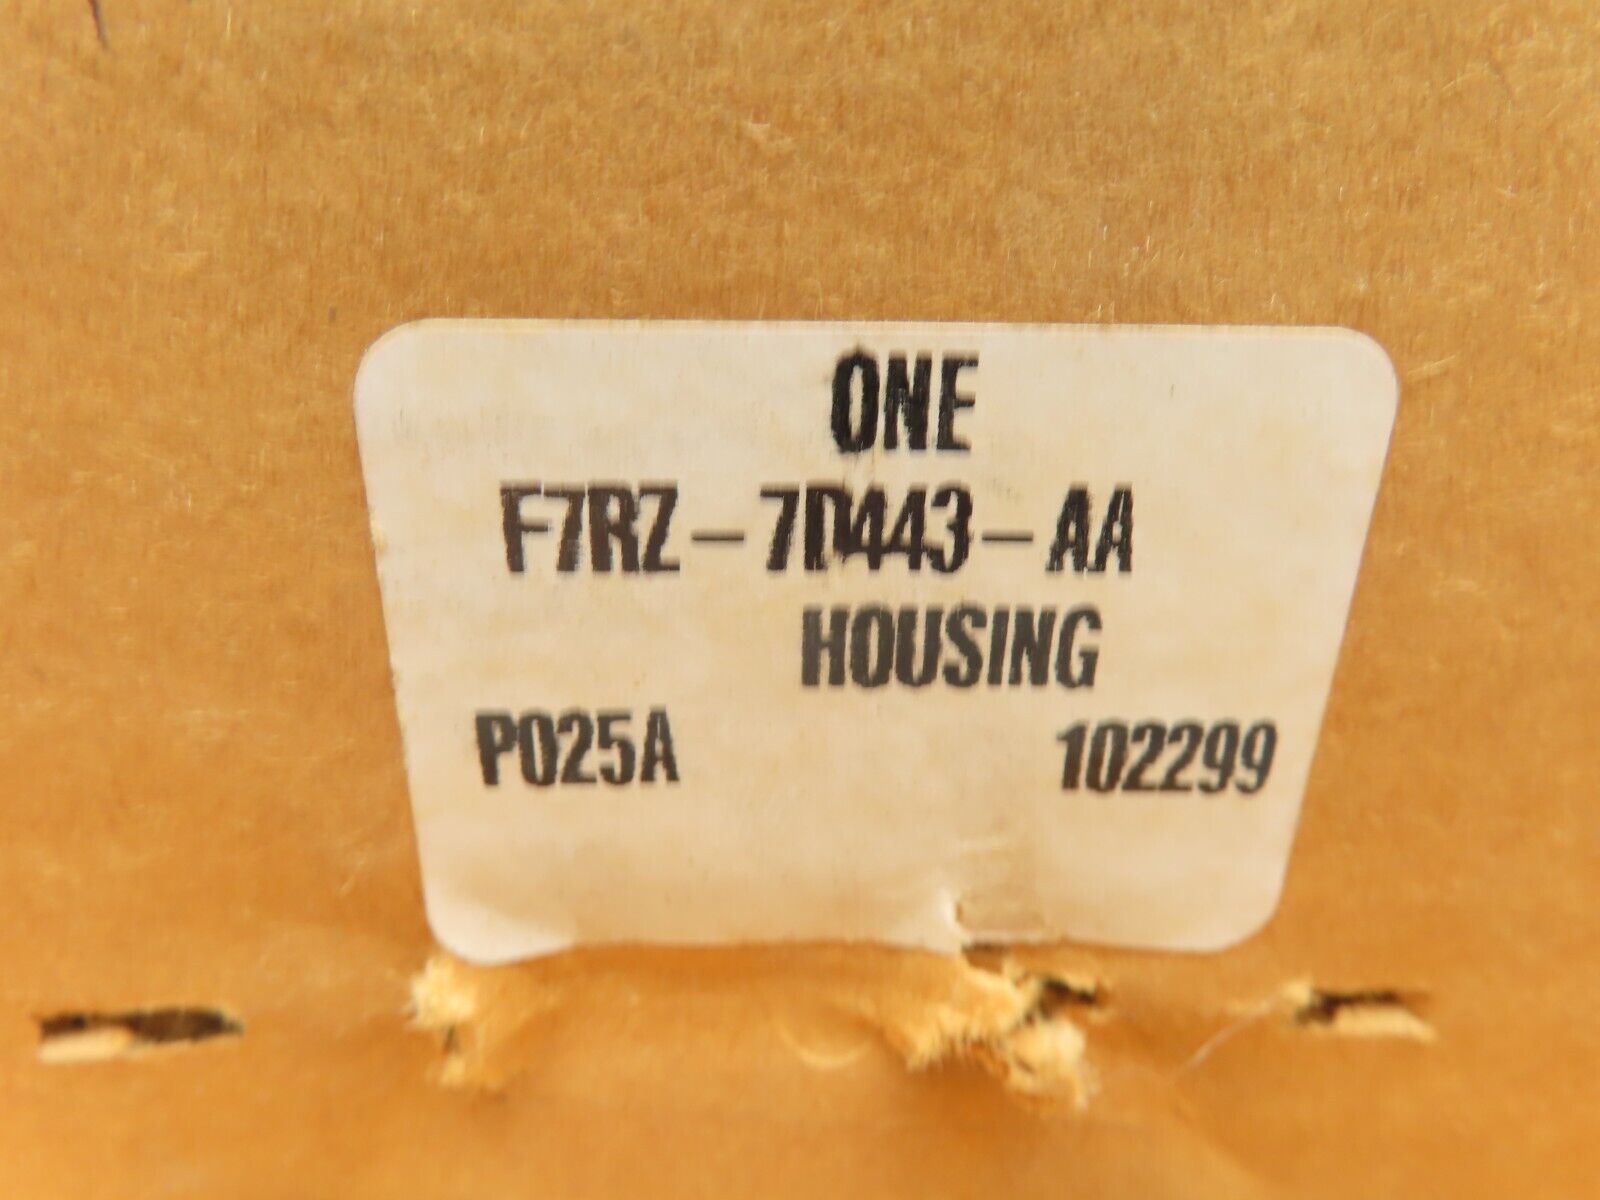 ONE
F7RZ-7D443-AA
HOUSING
P025A 102299